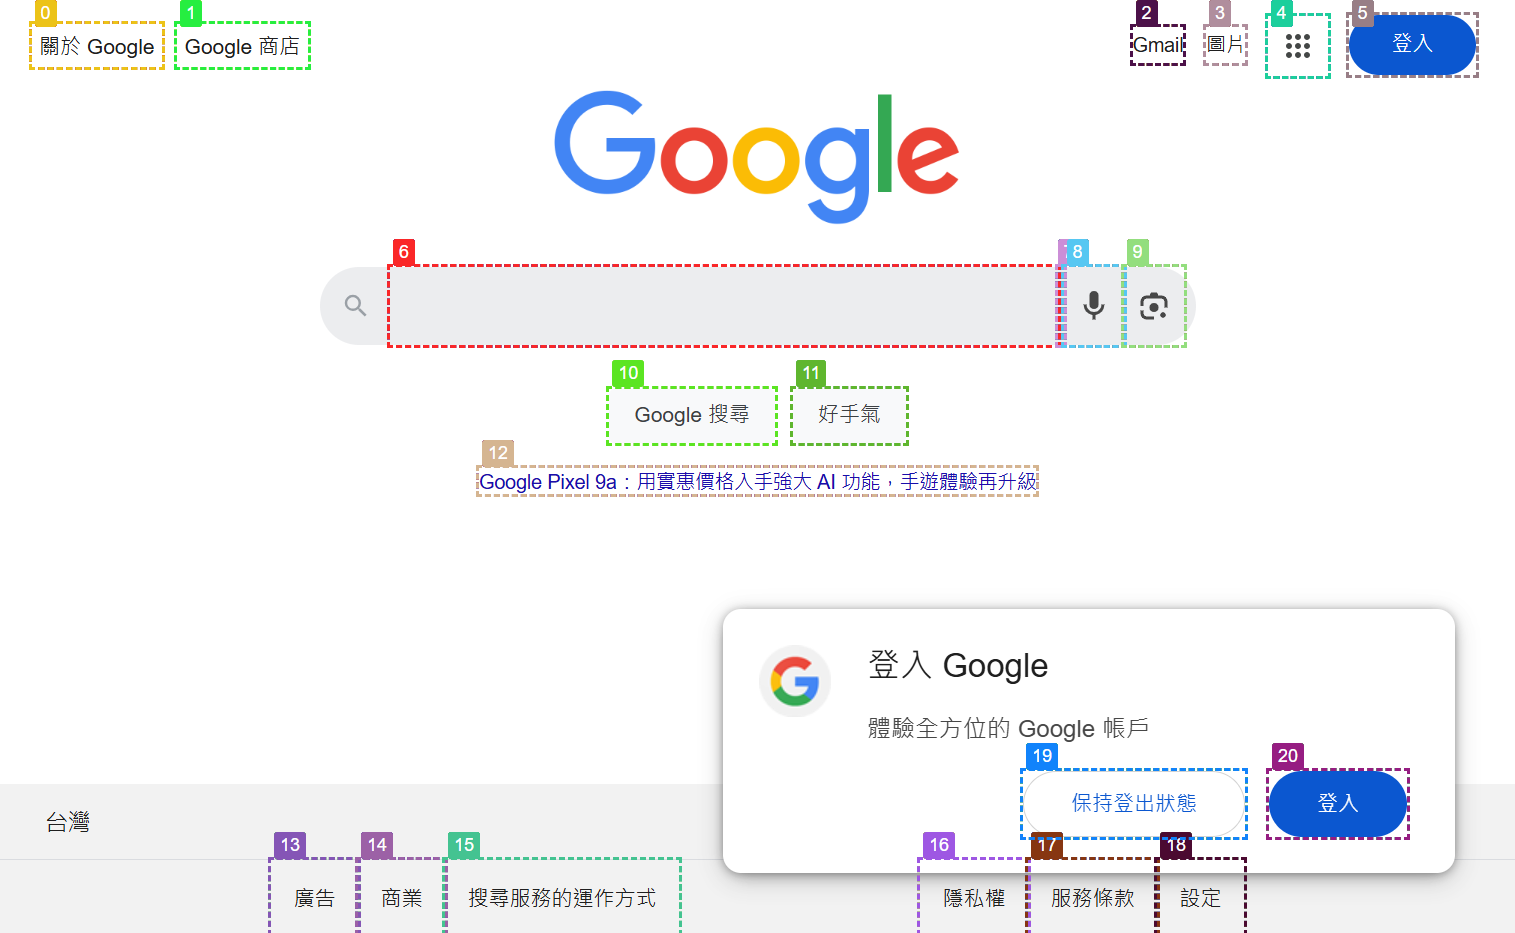 0
1
2
3
4
5
關於 Google
Google 商店
Gmail
圖片
登入
Google
6
8
9
10
11
Google 搜尋
好手氣
12
Google Pixel 9a：用實惠價格入手強大 AI 功能，手遊體驗再升級
登入 Google
體驗全方位的 Google 帳戶
19
20
保持登出狀態
登入
台灣
13
14
15
16
17
18
廣告
商業
搜尋服務的運作方式
隱私權
服務條款
設定